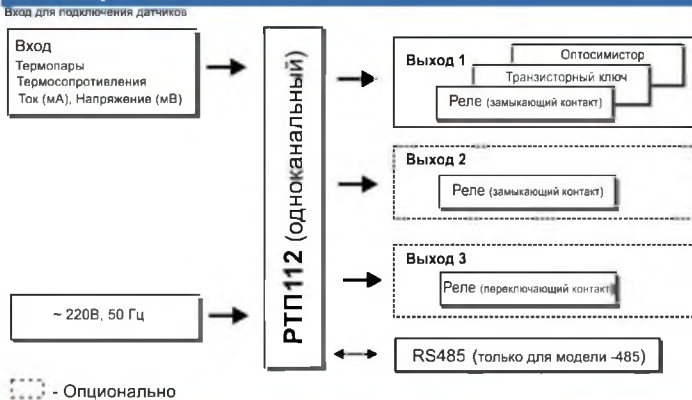 Вход для подключения датчиков
Вход
Термопары
Термосопротивления
Ток (мА), Напряжение (мВ)
~ 220В, 50 Гц
РТП112 (одноканальный)
Выход 1
Оптосимистор
Транзисторный ключ
Реле (замыкающий контакт)
Выход 2
Реле (замыкающий контакт)
Выход 3
Реле (переключающий контакт
RS485 (только для модели -485)
- Опционально